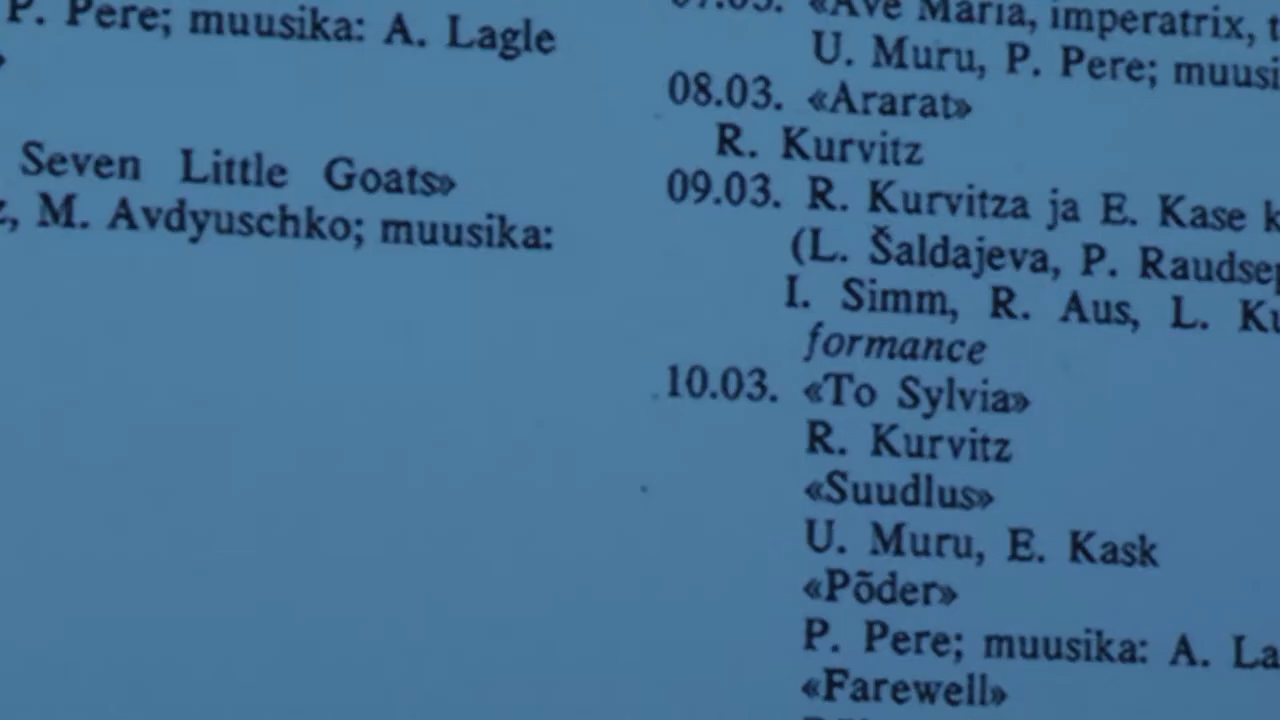 P. Pere; muusika: A. Lagle
»
Seven Little Goats»
M. Avdyuschko; muusika:
07.03. «Ave Maria, imperatrix,
U. Muru, P. Pere;
08.03. «Ararat»
R. Kurvitz
09.03. R. Kurvitza ja E. Kase
(L. Šaldajeva, P.
I. Simm, R. Aus, L.
formance
10.03. «To Sylvia»
R. Kurvitz
«Suudlus»
U. Muru, E. Kask
«Põder»
P. Pere; muusika: A.
«Farewell»